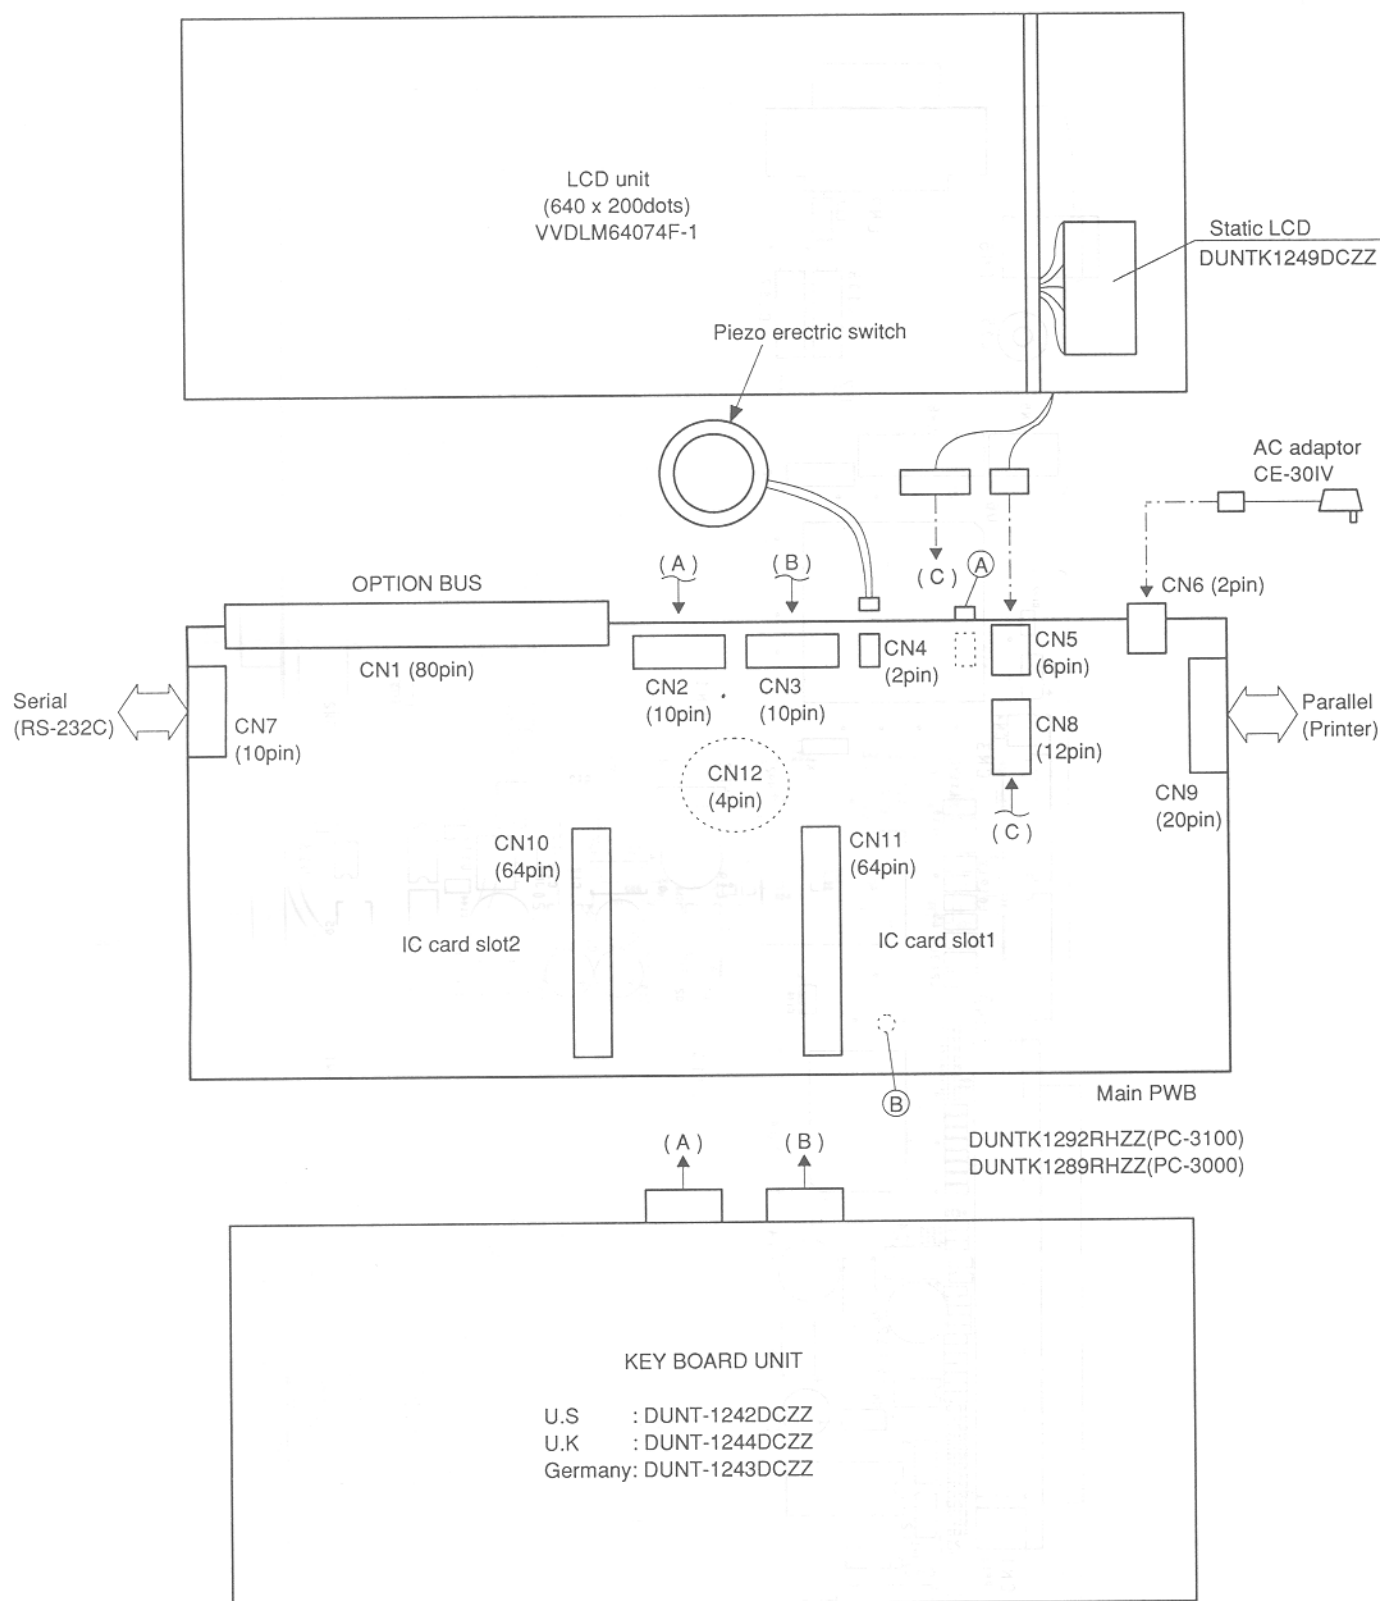 LCD unit
(640 x 200dots)
VVDLM64074F-1
Static LCD
DUNTK1249DCZZ
Piezo erectric switch
AC adaptor
CE-30IV
( A )
( B )
( C )
A
CN6 (2pin)
OPTION BUS
CN1 (80pin)
CN2
(10pin)
CN3
(10pin)
CN4
(2pin)
CN5
(6pin)
Serial
(RS-232C)
CN7
(10pin)
CN8
(12pin)
Parallel
(Printer)
CN12
(4pin)
CN9
(20pin)
( C )
CN10
(64pin)
CN11
(64pin)
IC card slot2
IC card slot1
B
Main PWB
DUNTK1292RHZZ(PC-3100)
DUNTK1289RHZZ(PC-3000)
( A )
( B )
KEY BOARD UNIT
U.S : DUNT-1242DCZZ
U.K : DUNT-1244DCZZ
Germany: DUNT-1243DCZZ